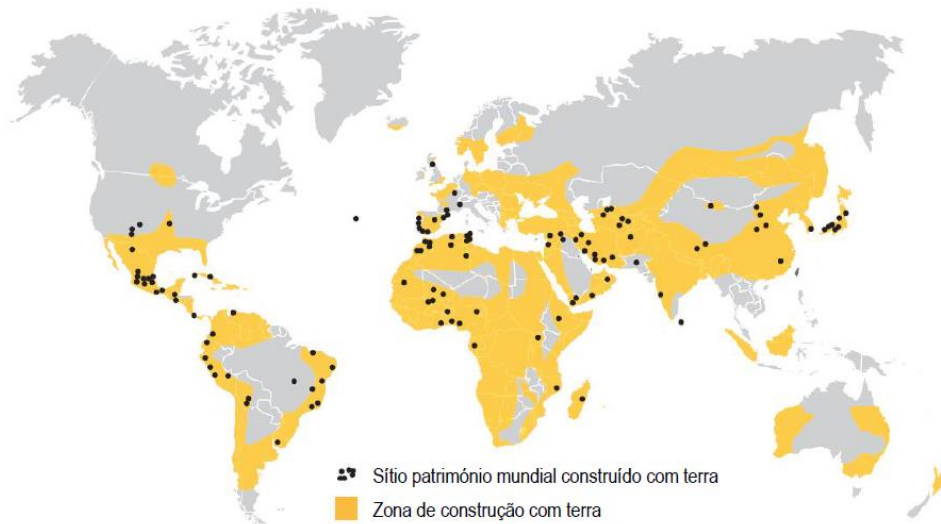 Sítio património mundial construído com terra
Zona de construção com terra